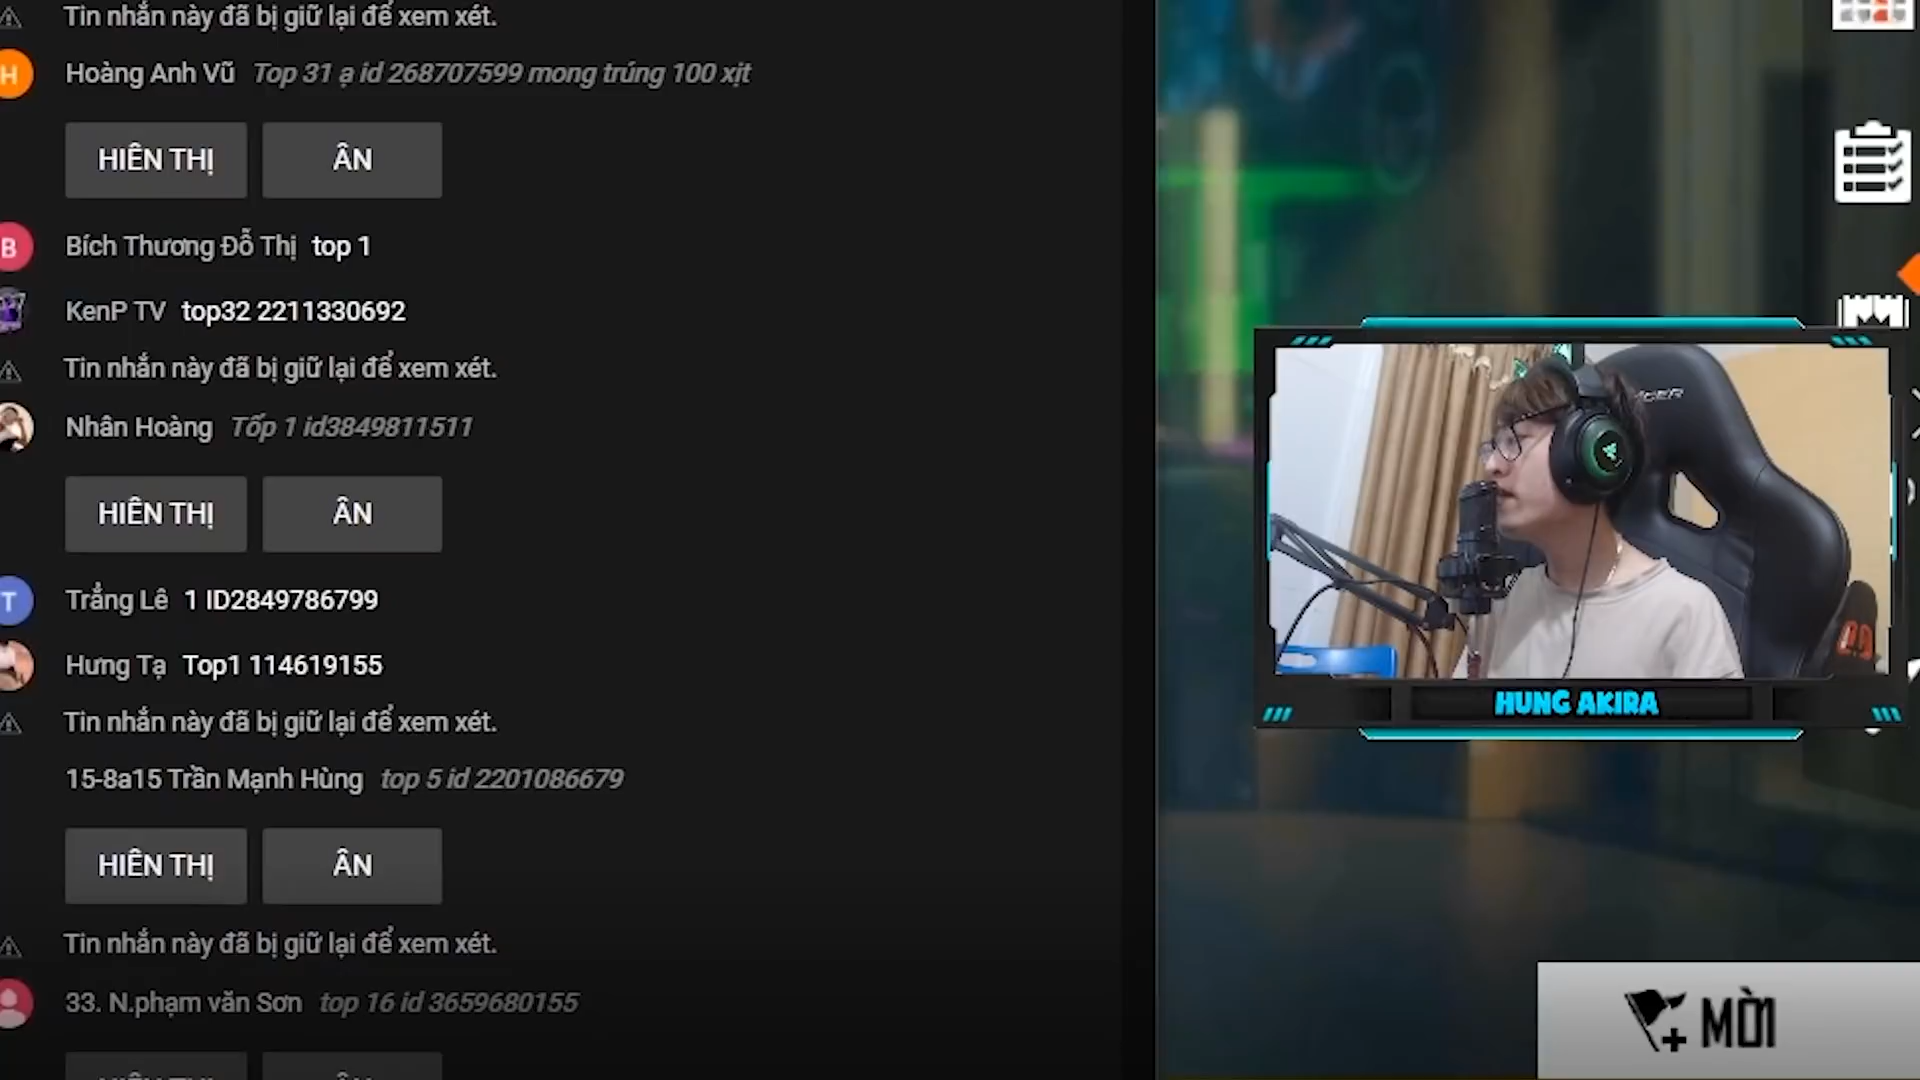 Tin nhắn này đã bị giữ lại để xem xét.
H Hoàng Anh Vũ Top 31 ạ id 268707599 mong trúng 100 xịt
HIỂN THỊ ẨN
B Bích Thương Đỗ Thị top 1
KenP TV top32 2211330692
Tin nhắn này đã bị giữ lại để xem xét.
Nhân Hoàng Tốp 1 id3849811511
HIỂN THỊ ẨN
T Trắng Lê 1 ID2849786799
Hưng Tạ Top1 114619155
Tin nhắn này đã bị giữ lại để xem xét.
15-8a15 Trần Mạnh Hùng top 5 id 2201086679
HIỂN THỊ ẨN
Tin nhắn này đã bị giữ lại để xem xét.
33. N.phạm văn Sơn top 16 id 3659680155
HUNG AKIRA
MỜI